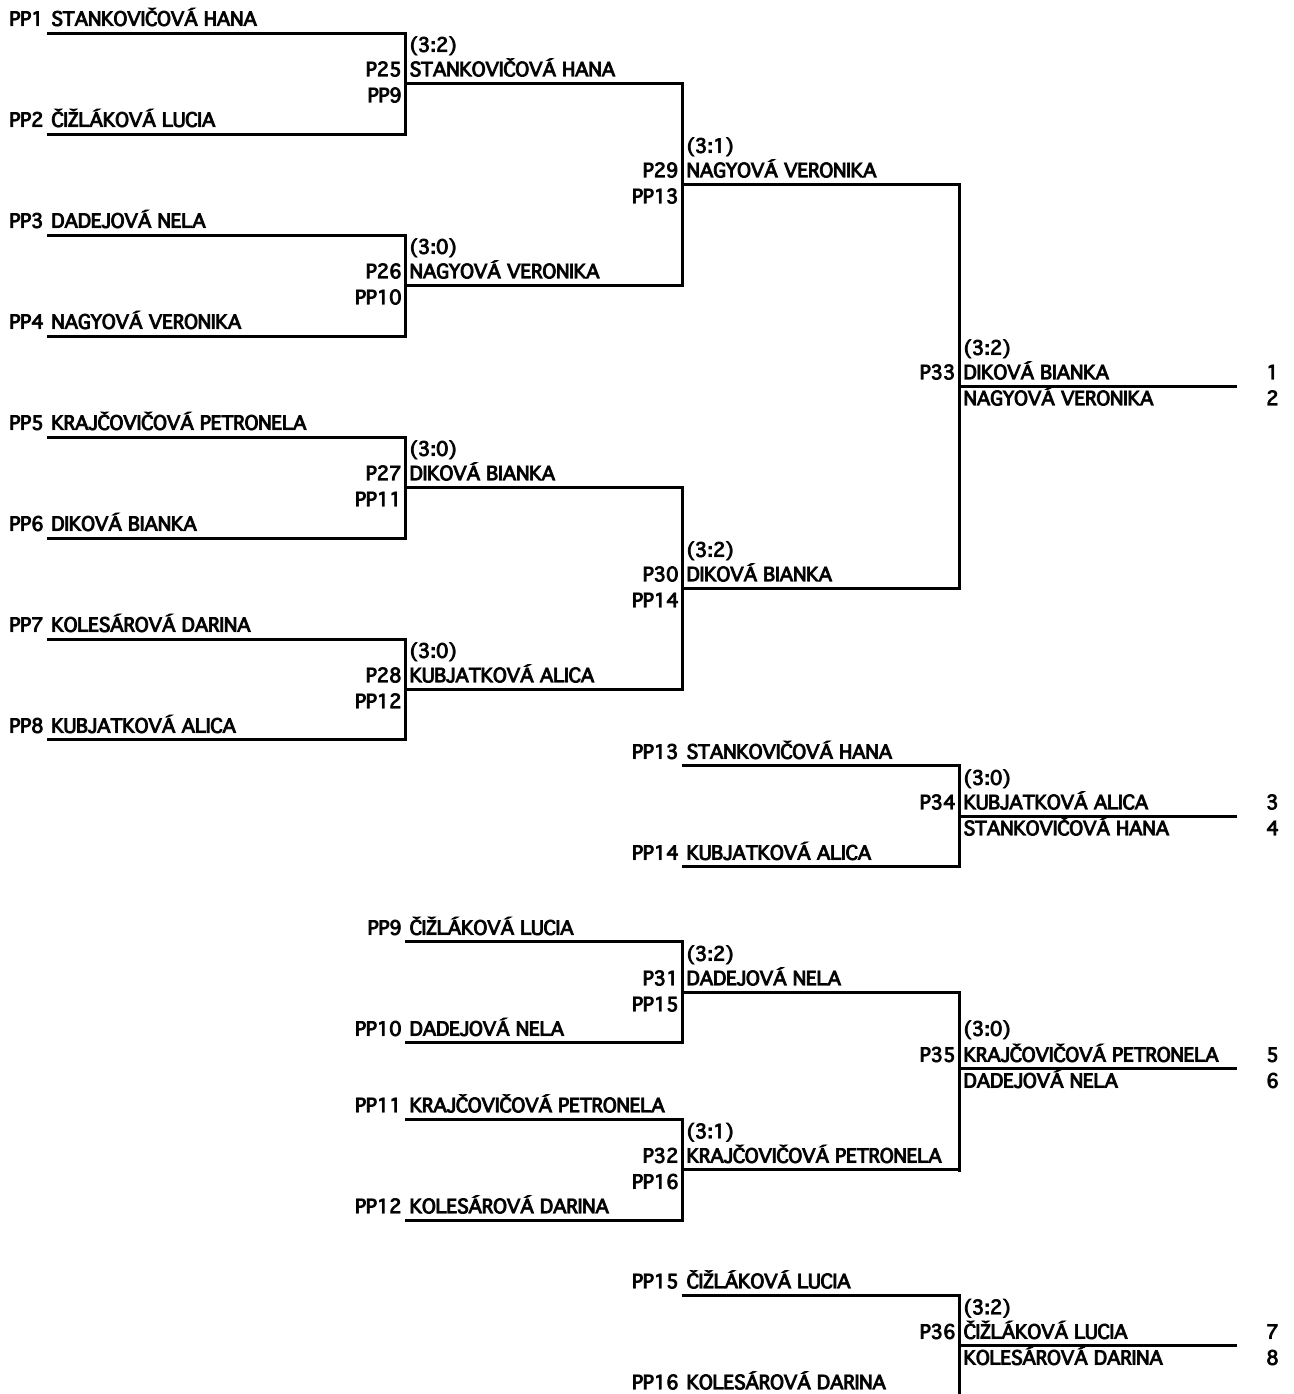 PP1 STANKOVIČOVÁ HANA
(3:2)
P25 STANKOVIČOVÁ HANA
PP9
PP2 ČIŽLÁKOVÁ LUCIA
(3:1)
P29 NAGYOVÁ VERONIKA
PP13
PP3 DADEJOVÁ NELA
(3:0)
P26 NAGYOVÁ VERONIKA
PP10
PP4 NAGYOVÁ VERONIKA
(3:2)
P33 DIKOVÁ BIANKA 1
NAGYOVÁ VERONIKA 2
PP5 KRAJČOVIČOVÁ PETRONELA
(3:0)
P27 DIKOVÁ BIANKA
PP11
PP6 DIKOVÁ BIANKA
(3:2)
P30 DIKOVÁ BIANKA
PP14
PP7 KOLESÁROVÁ DARINA
(3:0)
P28 KUBJATKOVÁ ALICA
PP12
PP8 KUBJATKOVÁ ALICA
PP13 STANKOVIČOVÁ HANA
(3:0)
P34 KUBJATKOVÁ ALICA 3
STANKOVIČOVÁ HANA 4
PP14 KUBJATKOVÁ ALICA
PP9 ČIŽLÁKOVÁ LUCIA
(3:2)
P31 DADEJOVÁ NELA
PP15
PP10 DADEJOVÁ NELA
(3:0)
P35 KRAJČOVIČOVÁ PETRONELA 5
DADEJOVÁ NELA 6
PP11 KRAJČOVIČOVÁ PETRONELA
(3:1)
P32 KRAJČOVIČOVÁ PETRONELA
PP16
PP12 KOLESÁROVÁ DARINA
PP15 ČIŽLÁKOVÁ LUCIA
(3:2)
P36 ČIŽLÁKOVÁ LUCIA 7
KOLESÁROVÁ DARINA 8
PP16 KOLESÁROVÁ DARINA